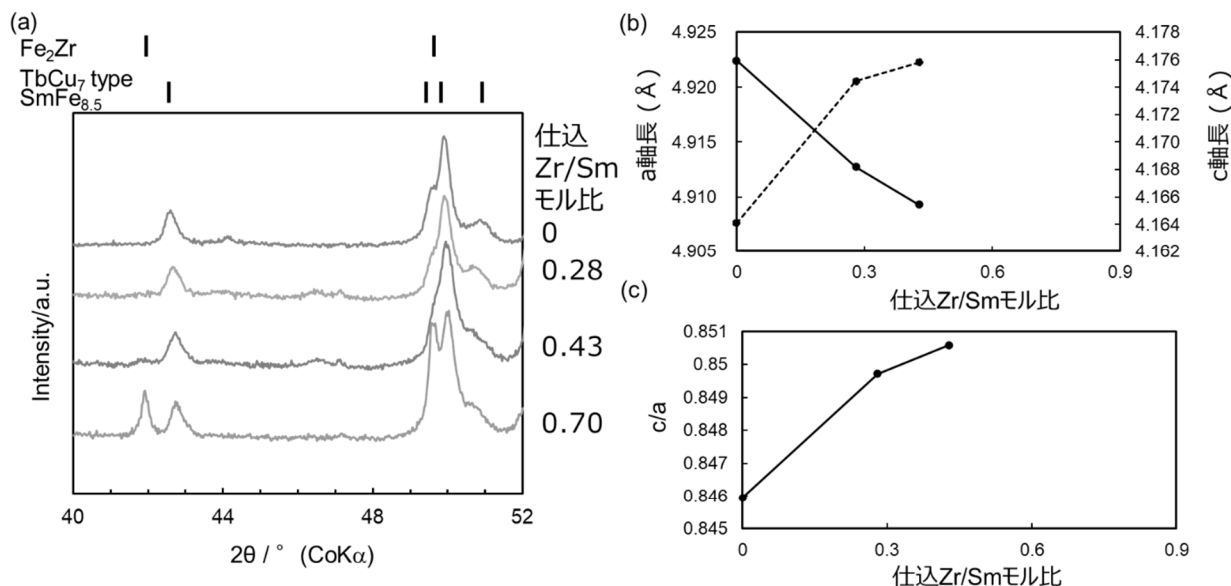 (a)
Fe₂Zr
TbCu₇ type
SmFe₈.₅
仕込
Zr/Sm
モル比
0
0.28
0.43
0.70
Intensity/a.u.
40
44
48
52
2θ / ° (CoKα)
(b)
4.925
4.920
4.915
4.910
4.905
a軸長 ( Å )
4.178
4.176
4.174
4.172
4.170
4.168
4.166
4.164
4.162
c軸長 ( Å )
0
0.3
0.6
0.9
仕込Zr/Smモル比
(c)
0.851
0.85
0.849
0.848
0.847
0.846
0.845
c/a
0
0.3
0.6
0.9
仕込Zr/Smモル比